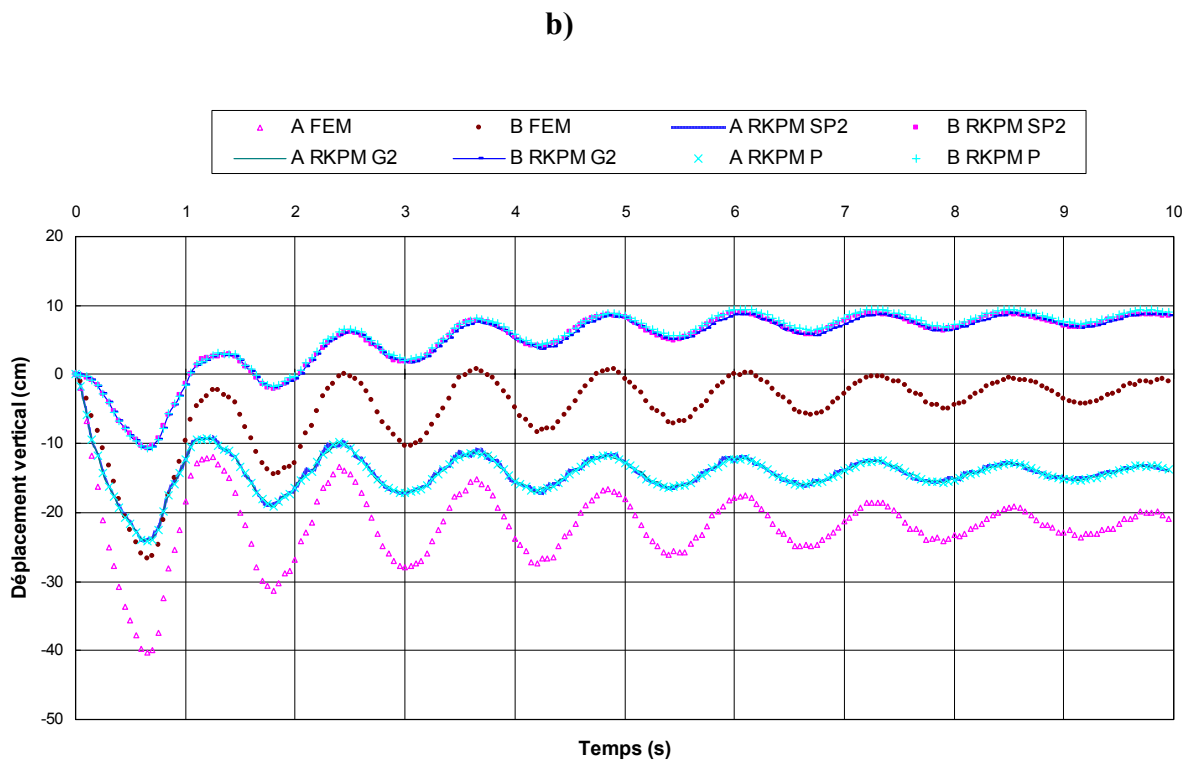 b)
A FEM B FEM A RKPM SP2 B RKPM SP2
A RKPM G2 B RKPM G2 A RKPM P B RKPM P
0 1 2 3 4 5 6 7 8 9 10
20
10
0
-10
-20
-30
-40
-50
Déplacement vertical (cm)
Temps (s)